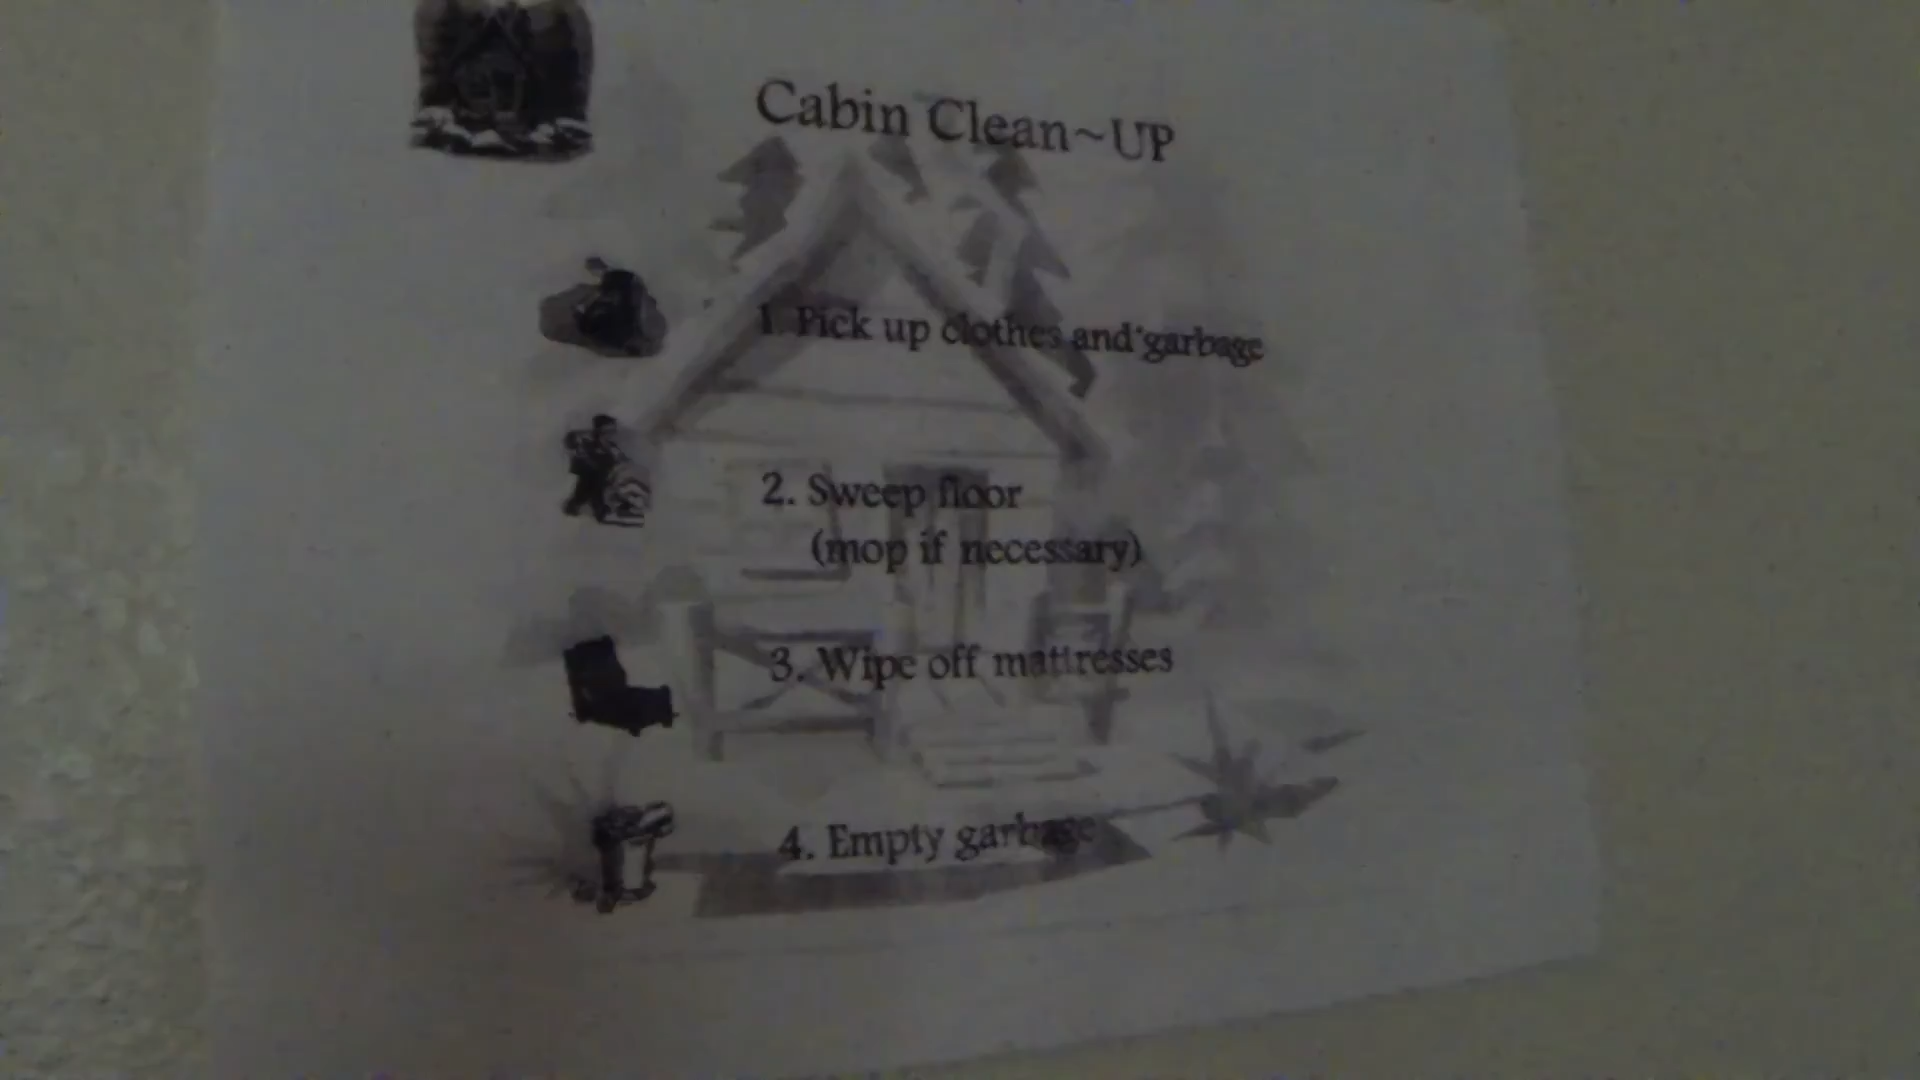 Cabin Clean~UP
1. Pick up clothes and garbage
2. Sweep floor
(mop if necessary)
3. Wipe off mattresses
4. Empty garbage